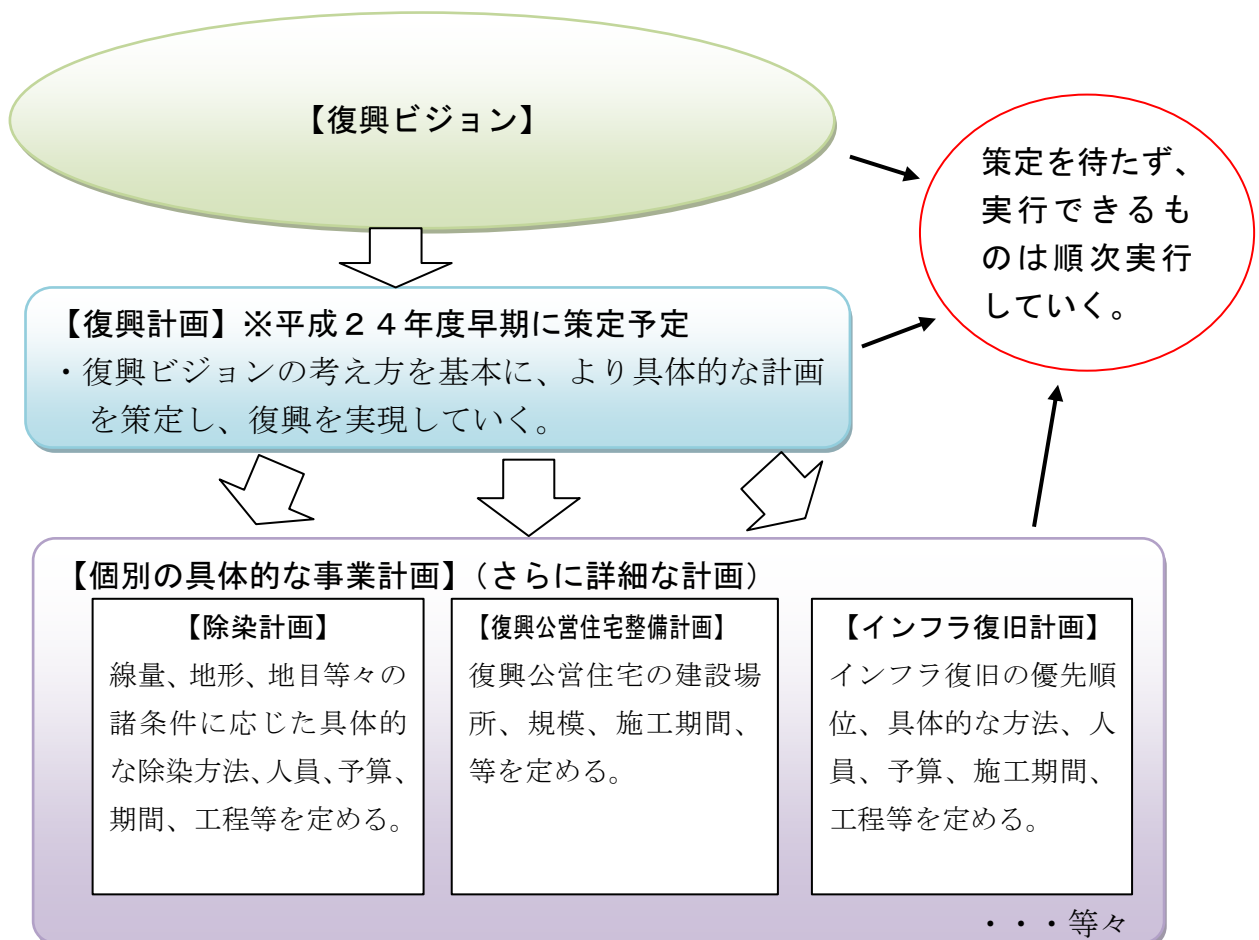 【復興ビジョン】
策定を待たず、
実行できるも
のは順次実行
していく。
【復興計画】※平成２４年度早期に策定予定
・復興ビジョンの考え方を基本に、より具体的な計画
を策定し、復興を実現していく。
【個別の具体的な事業計画】（さらに詳細な計画）
【除染計画】
線量、地形、地目等々の
諸条件に応じた具体的
な除染方法、人員、予算、
期間、工程等を定める。
【復興公営住宅整備計画】
復興公営住宅の建設場
所、規模、施工期間、
等を定める。
【インフラ復旧計画】
インフラ復旧の優先順
位、具体的な方法、人
員、予算、施工期間、
工程等を定める。
・・・等々